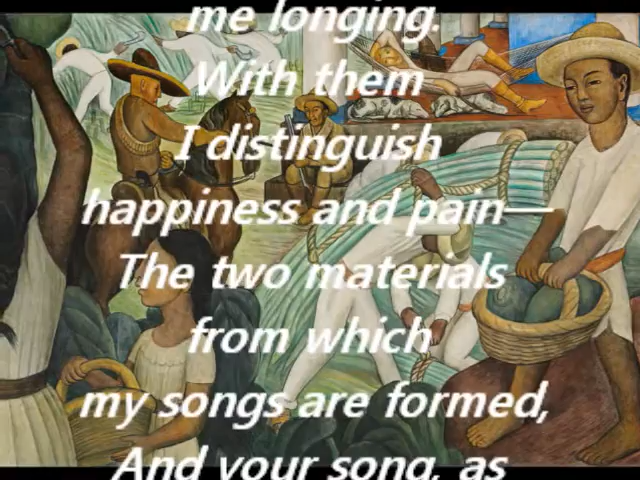 me longing.
With them
I distinguish
happiness and pain—
The two materials
from which
my songs are formed,
And your song, as